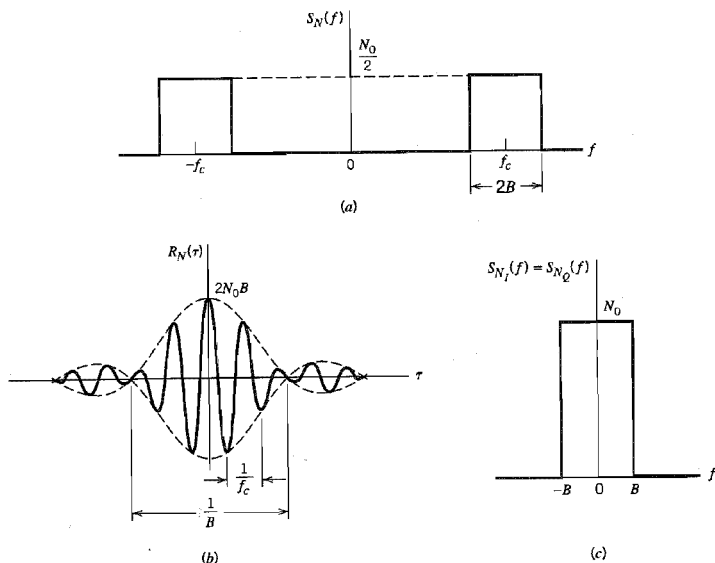 S_N(f)
N_0/2
-f_c
0
f_c
f
2B
(a)
R_N(τ)
2N_0B
τ
1/f_c
1/B
(b)
S_{N_I}(f) = S_{N_Q}(f)
N_0
-B
0
B
f
(c)